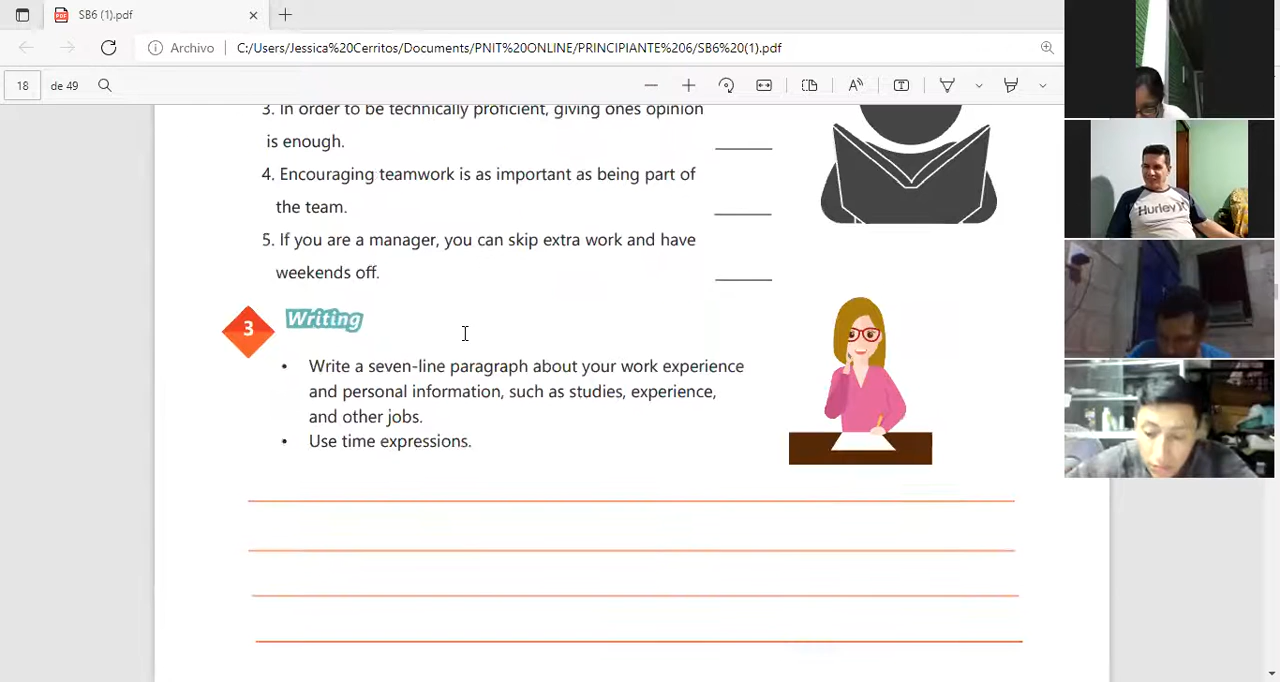 SB6 (1).pdf
Archivo
C:/Users/Jessica%20Cerritos/Documents/PNIT%20ONLINE/PRINCIPIANTE%206/SB6%20(1).pdf
18 de 49
3. In order to be technically proficient, giving ones opinion
is enough.
4. Encouraging teamwork is as important as being part of
the team.
5. If you are a manager, you can skip extra work and have
weekends off.
3 Writing
• Write a seven-line paragraph about your work experience
and personal information, such as studies, experience,
and other jobs.
• Use time expressions.
Hurley